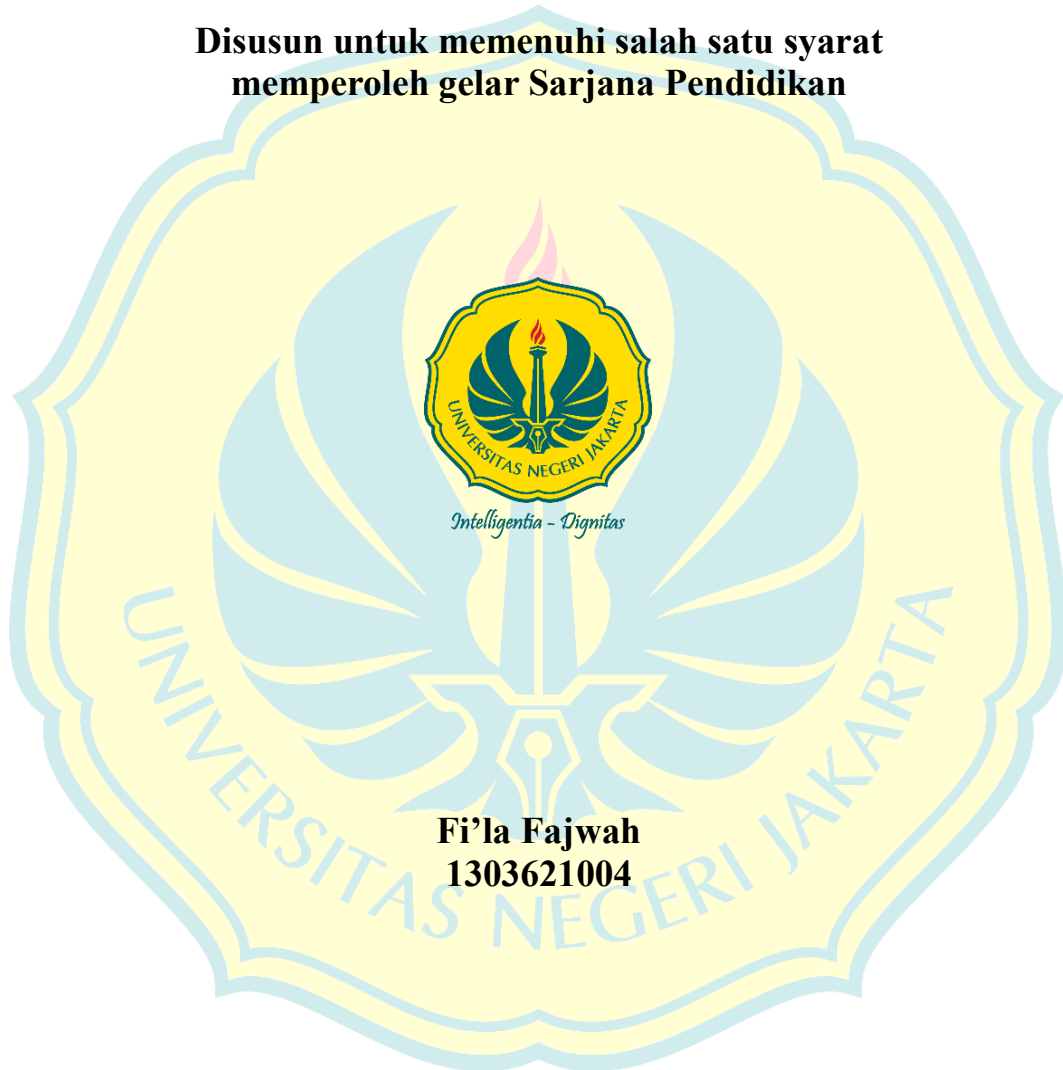 Disusun untuk memenuhi salah satu syarat
memperoleh gelar Sarjana Pendidikan
UNIVERSITAS NEGERI JAKARTA
Intelligentia - Dignitas
Fi’la Fajwah
1303621004
UNIVERSITAS NEGERI JAKARTA